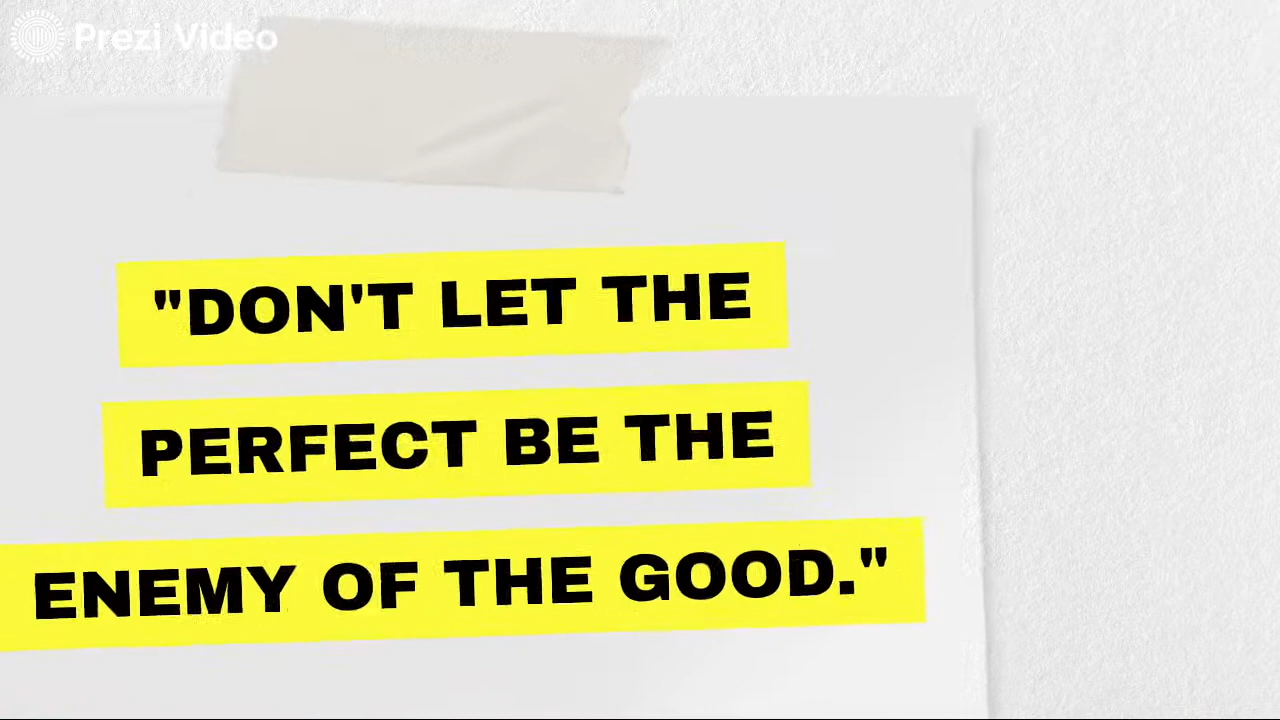 Prezi Video
"DON'T LET THE
PERFECT BE THE
ENEMY OF THE GOOD."